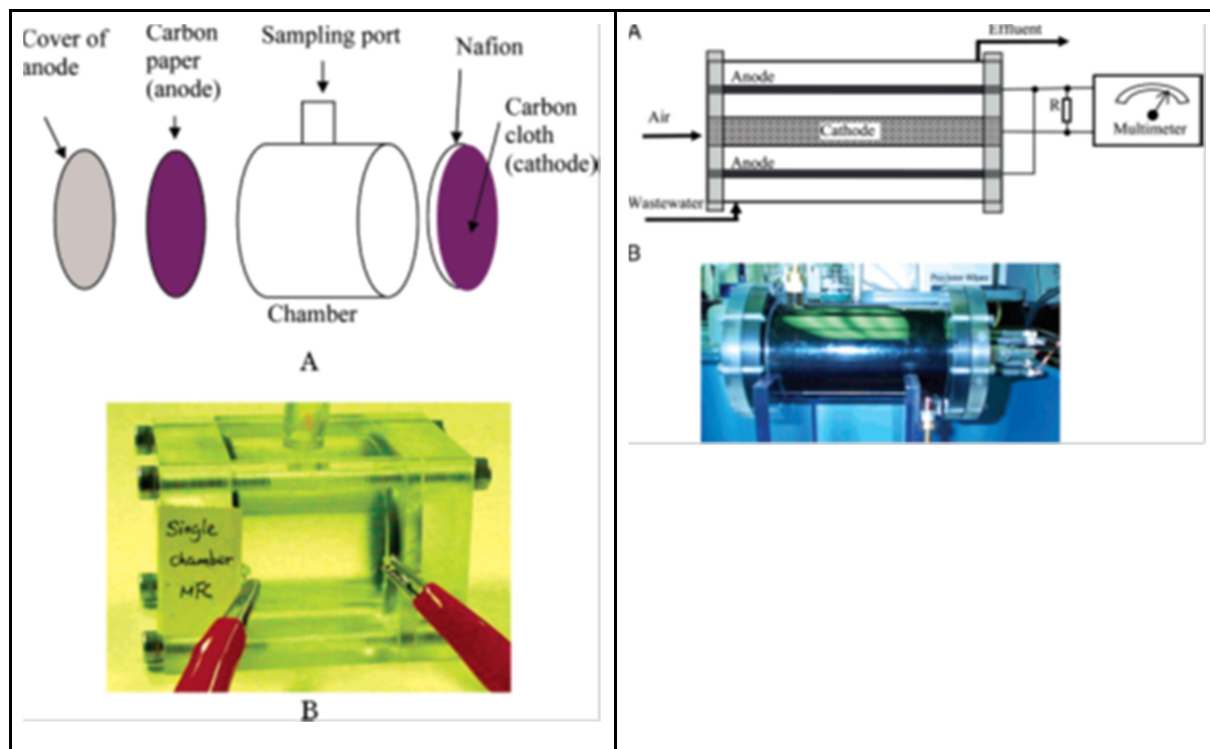 Cover of
anode
Carbon
paper
(anode)
Sampling port
Nafion
Carbon
cloth
(cathode)
Chamber
A
Single
chamber
MFC
B
A
Effluent
Anode
Air
Cathode
R
Multimeter
Anode
Wastewater
B